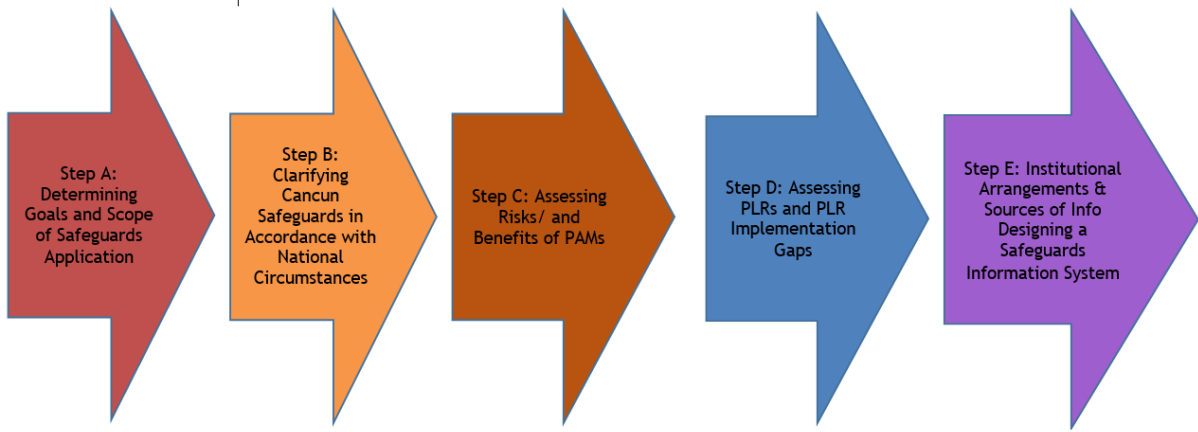 Step A:
Determining
Goals and Scope
of Safeguards
Application
Step B:
Clarifying
Cancun
Safeguards in
Accordance with
National
Circumstances
Step C: Assessing
Risks/ and
Benefits of PAMs
Step D: Assessing
PLRs and PLR
Implementation
Gaps
Step E: Institutional
Arrangements &
Sources of Info
Designing a
Safeguards
Information System